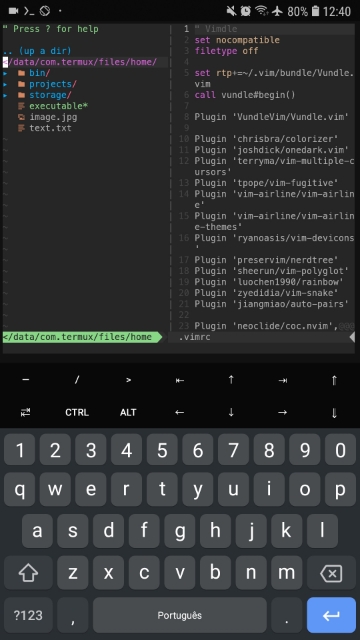 80% 12:40
" Press ? for help
.. (up a dir)
</data/com.termux/files/home/
▸ bin/
▸ projects/
▸ storage/
executable*
image.jpg
text.txt
</data/com.termux/files/home
1 " Vimdle
2 set nocompatible
3 filetype off
4
5 set rtp+=~/.vim/bundle/Vundle.
vim
6 call vundle#begin()
7
8 Plugin 'VundleVim/Vundle.vim'
9
10 Plugin 'chrisbra/colorizer'
11 Plugin 'joshdick/onedark.vim'
12 Plugin 'terryma/vim-multiple-c
ursors'
13 Plugin 'tpope/vim-fugitive'
14 Plugin 'vim-airline/vim-airlin
e'
15 Plugin 'vim-airline/vim-airlin
e-themes'
16 Plugin 'ryanoasis/vim-devicons
'
17 Plugin 'preservim/nerdtree'
18 Plugin 'sheerun/vim-polyglot'
19 Plugin 'luochen1990/rainbow'
20 Plugin 'zyedidia/vim-snake'
21 Plugin 'jiangmiao/auto-pairs'
22
23 Plugin 'neoclide/coc.nvim',@@@
.vimrc
– / > ⇤ ↑ ⇥ ⇑
↹ CTRL ALT ← ↓ → ⇓
1 2 3 4 5 6 7 8 9 0
q w e r t y u i o p
a s d f g h j k l
z x c v b n m
?123 , Português .